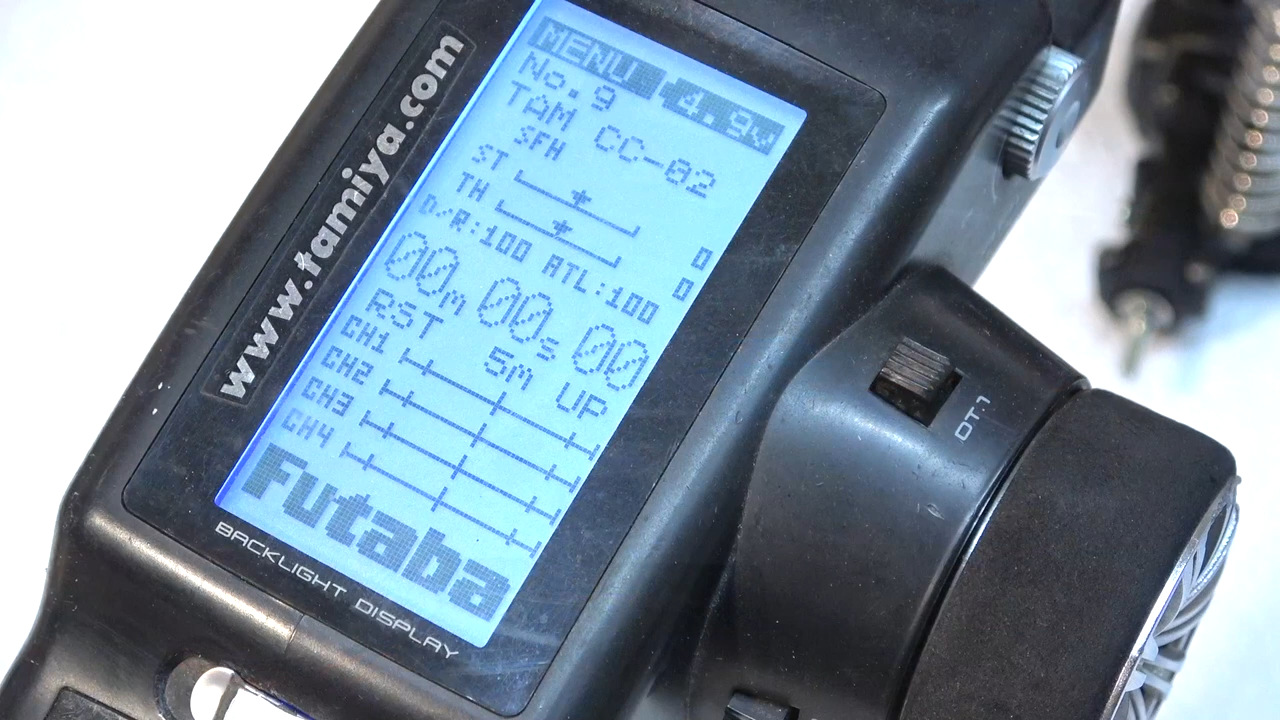 www.tamiya.com
MENU 4.9v
No.9
TAM CC-02
SFH
ST 0
TH 0
D/R:100 ATL:100
00M 00s 00
RST 5M UP
CH1
CH2
CH3
CH4
Futaba
BACKLIGHT DISPLAY
DT1